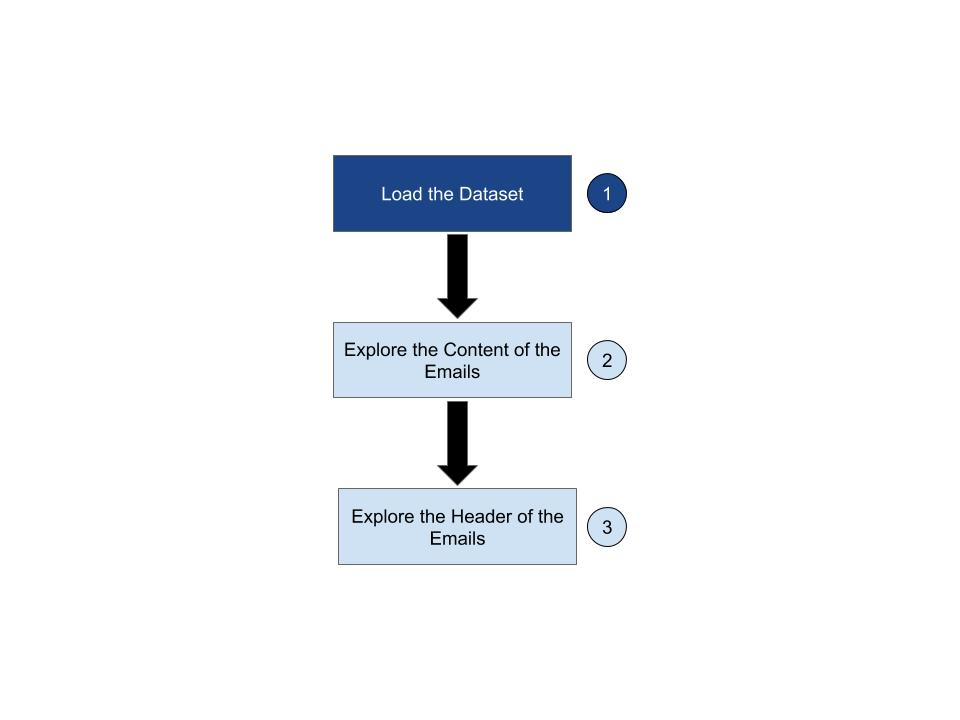 Load the Dataset
1
Explore the Content of the
Emails
2
Explore the Header of the
Emails
3